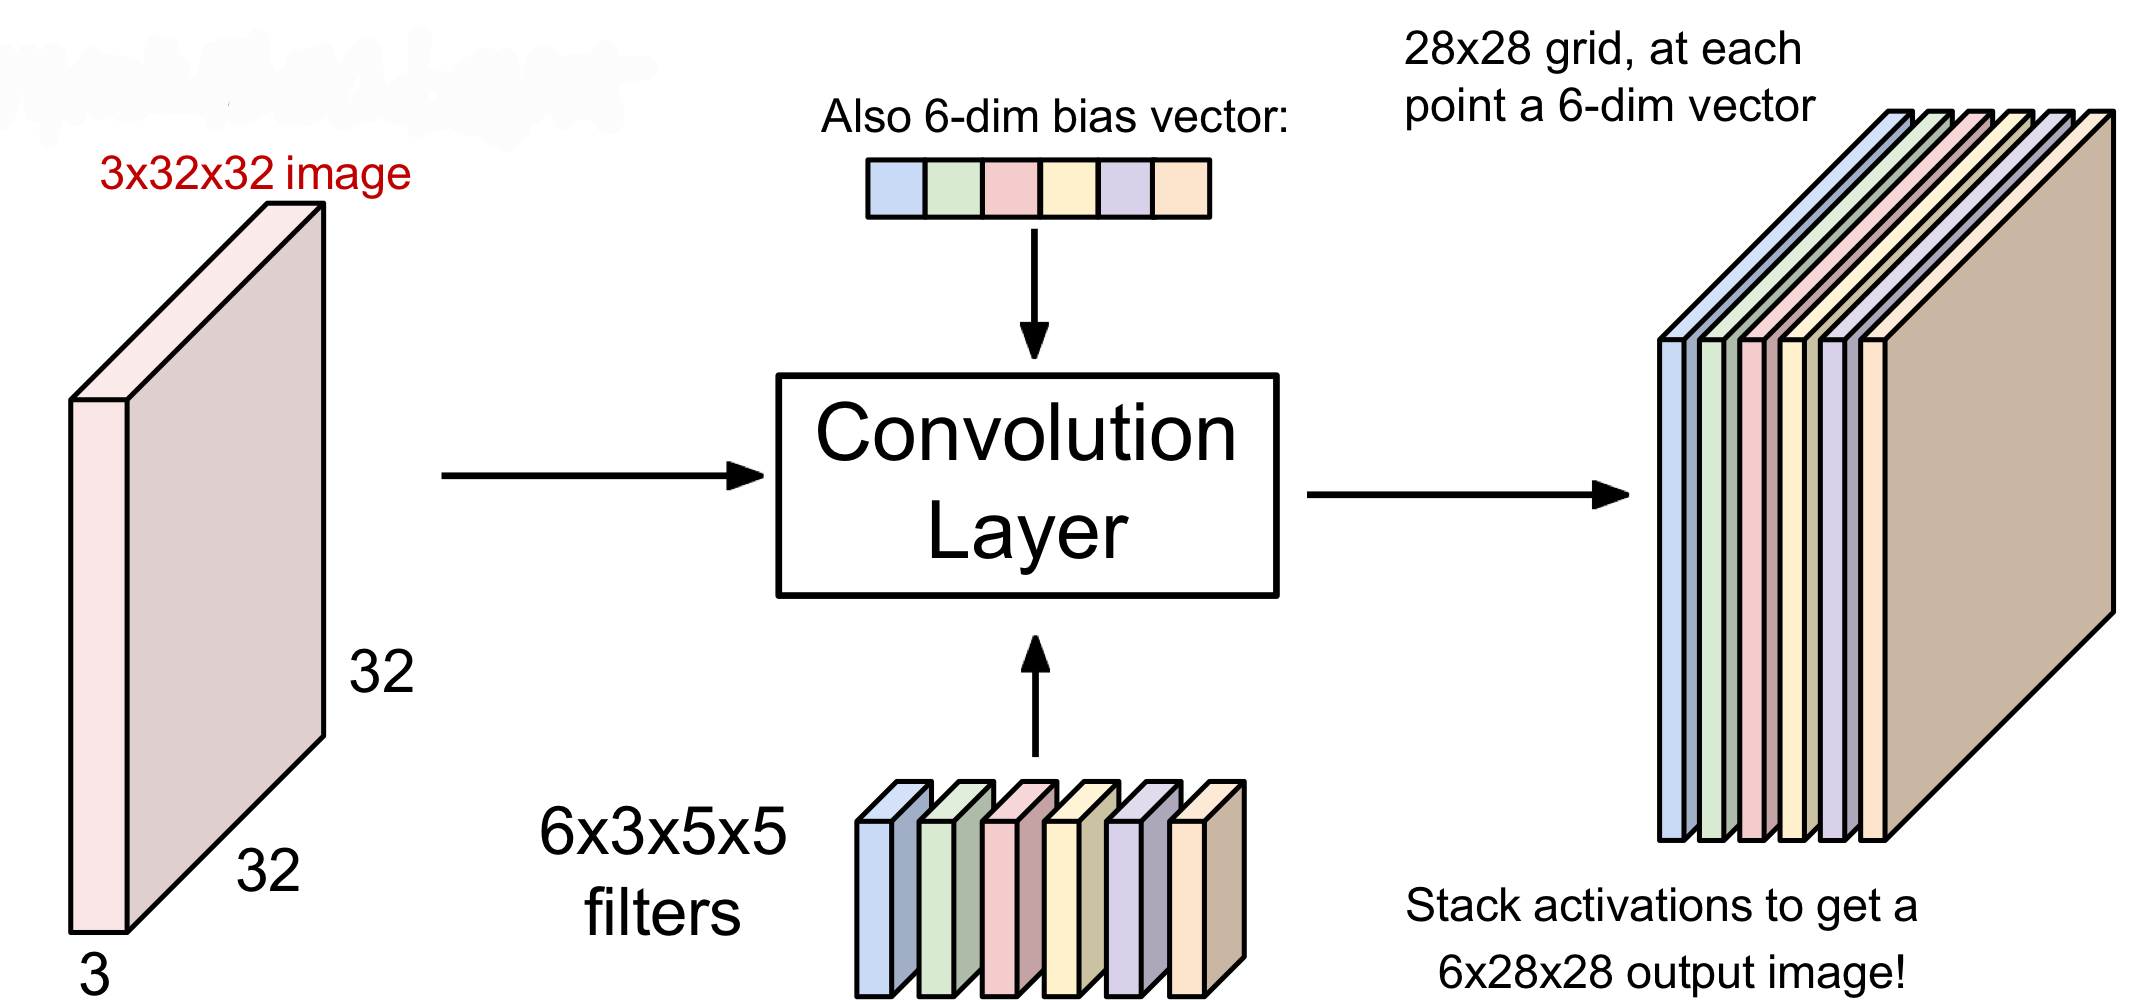 3x32x32 image
32
32
3
Also 6-dim bias vector:
Convolution
Layer
6x3x5x5
filters
28x28 grid, at each
point a 6-dim vector
Stack activations to get a
6x28x28 output image!